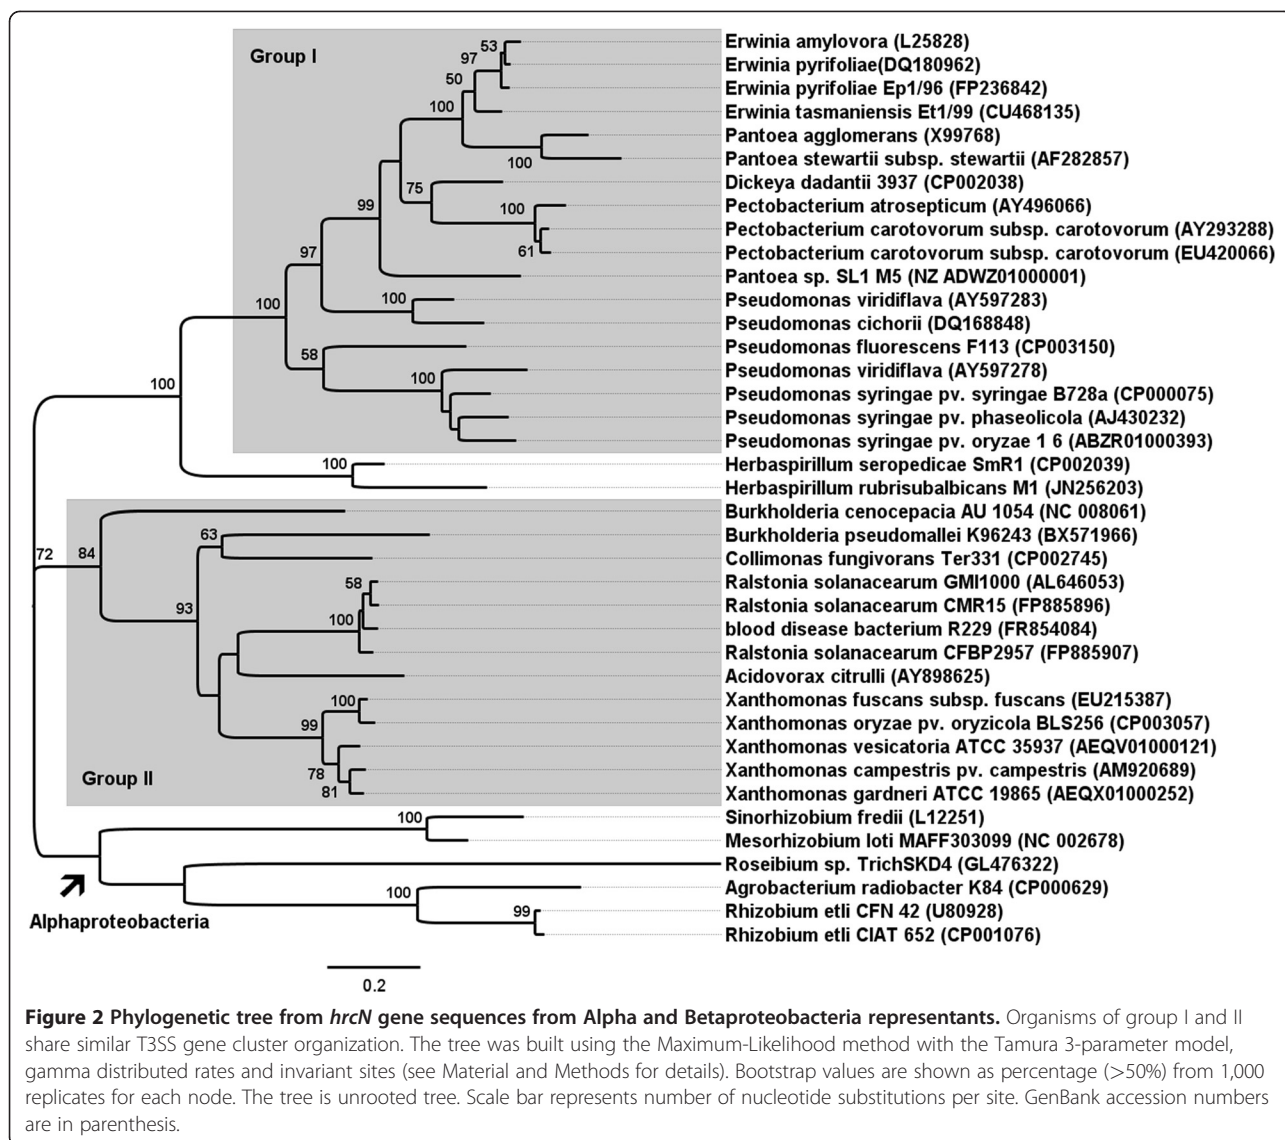 Group I
53
97
50
100
100
75
100
61
99
97
100
100
58
100
100
100
Erwinia amylovora (L25828)
Erwinia pyrifoliae(DQ180962)
Erwinia pyrifoliae Ep1/96 (FP236842)
Erwinia tasmaniensis Et1/99 (CU468135)
Pantoea agglomerans (X99768)
Pantoea stewartii subsp. stewartii (AF282857)
Dickeya dadantii 3937 (CP002038)
Pectobacterium atrosepticum (AY496066)
Pectobacterium carotovorum subsp. carotovorum (AY293288)
Pectobacterium carotovorum subsp. carotovorum (EU420066)
Pantoea sp. SL1 M5 (NZ ADWZ01000001)
Pseudomonas viridiflava (AY597283)
Pseudomonas cichorii (DQ168848)
Pseudomonas fluorescens F113 (CP003150)
Pseudomonas viridiflava (AY597278)
Pseudomonas syringae pv. syringae B728a (CP000075)
Pseudomonas syringae pv. phaseolicola (AJ430232)
Pseudomonas syringae pv. oryzae 1 6 (ABZR01000393)
Herbaspirillum seropedicae SmR1 (CP002039)
Herbaspirillum rubrisubalbicans M1 (JN256203)
72
84
63
93
58
100
100
99
78
81
Group II
Burkholderia cenocepacia AU 1054 (NC 008061)
Burkholderia pseudomallei K96243 (BX571966)
Collimonas fungivorans Ter331 (CP002745)
Ralstonia solanacearum GMI1000 (AL646053)
Ralstonia solanacearum CMR15 (FP885896)
blood disease bacterium R229 (FR854084)
Ralstonia solanacearum CFBP2957 (FP885907)
Acidovorax citrulli (AY898625)
Xanthomonas fuscans subsp. fuscans (EU215387)
Xanthomonas oryzae pv. oryzicola BLS256 (CP003057)
Xanthomonas vesicatoria ATCC 35937 (AEQV01000121)
Xanthomonas campestris pv. campestris (AM920689)
Xanthomonas gardneri ATCC 19865 (AEQX01000252)
100
100
99
Alphaproteobacteria
Sinorhizobium fredii (L12251)
Mesorhizobium loti MAFF303099 (NC 002678)
Roseibium sp. TrichSKD4 (GL476322)
Agrobacterium radiobacter K84 (CP000629)
Rhizobium etli CFN 42 (U80928)
Rhizobium etli CIAT 652 (CP001076)
0.2
Figure 2 Phylogenetic tree from hrcN gene sequences from Alpha and Betaproteobacteria representants. Organisms of group I and II
share similar T3SS gene cluster organization. The tree was built using the Maximum-Likelihood method with the Tamura 3-parameter model,
gamma distributed rates and invariant sites (see Material and Methods for details). Bootstrap values are shown as percentage (>50%) from 1,000
replicates for each node. The tree is unrooted tree. Scale bar represents number of nucleotide substitutions per site. GenBank accession numbers
are in parenthesis.